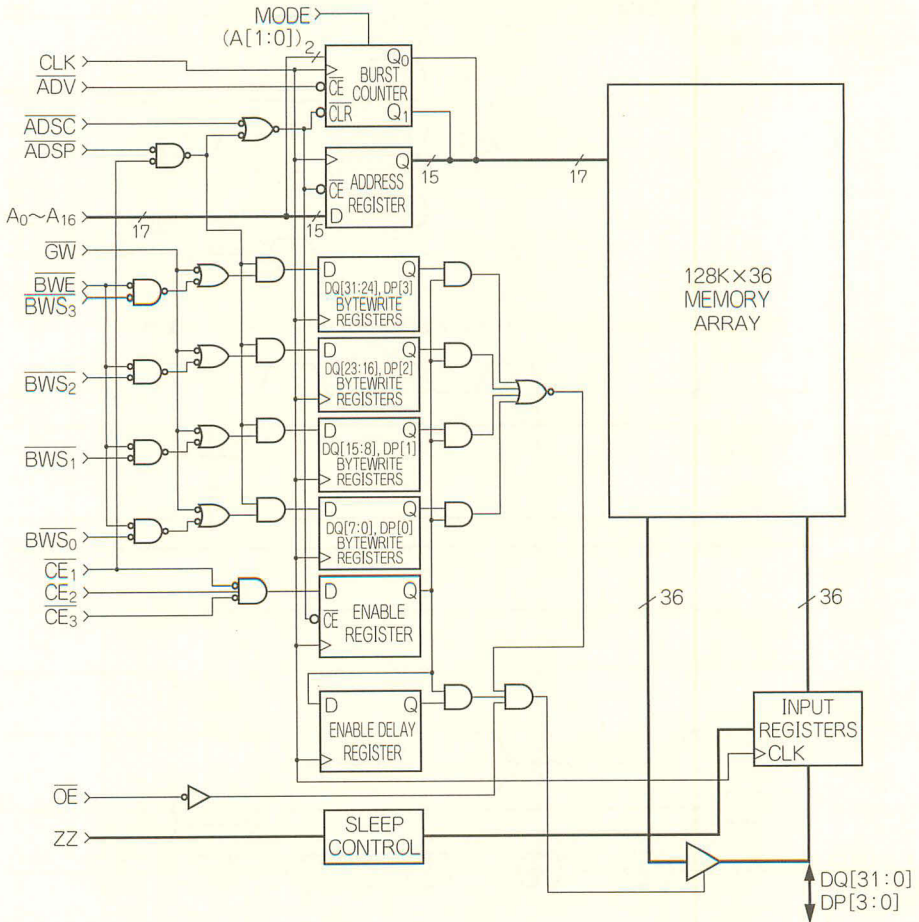 MODE
(A[1:0])
2
CLK
ADV
BURST
COUNTER
CE
CLR
Q0
Q1
ADSC
ADSP
ADDRESS
REGISTER
CE
D
Q
15
17
A0~A16
17
15
GW
BWE
BWS3
D
Q
DQ[31:24], DP[3]
BYTEWRITE
REGISTERS
128K×36
MEMORY
ARRAY
BWS2
D
Q
DQ[23:16], DP[2]
BYTEWRITE
REGISTERS
BWS1
D
Q
DQ[15:8], DP[1]
BYTEWRITE
REGISTERS
BWS0
D
Q
DQ[7:0], DP[0]
BYTEWRITE
REGISTERS
CE1
CE2
CE3
D
Q
CE
ENABLE
REGISTER
36
36
D
Q
ENABLE DELAY
REGISTER
INPUT
REGISTERS
CLK
OE
ZZ
SLEEP
CONTROL
DQ[31:0]
DP[3:0]